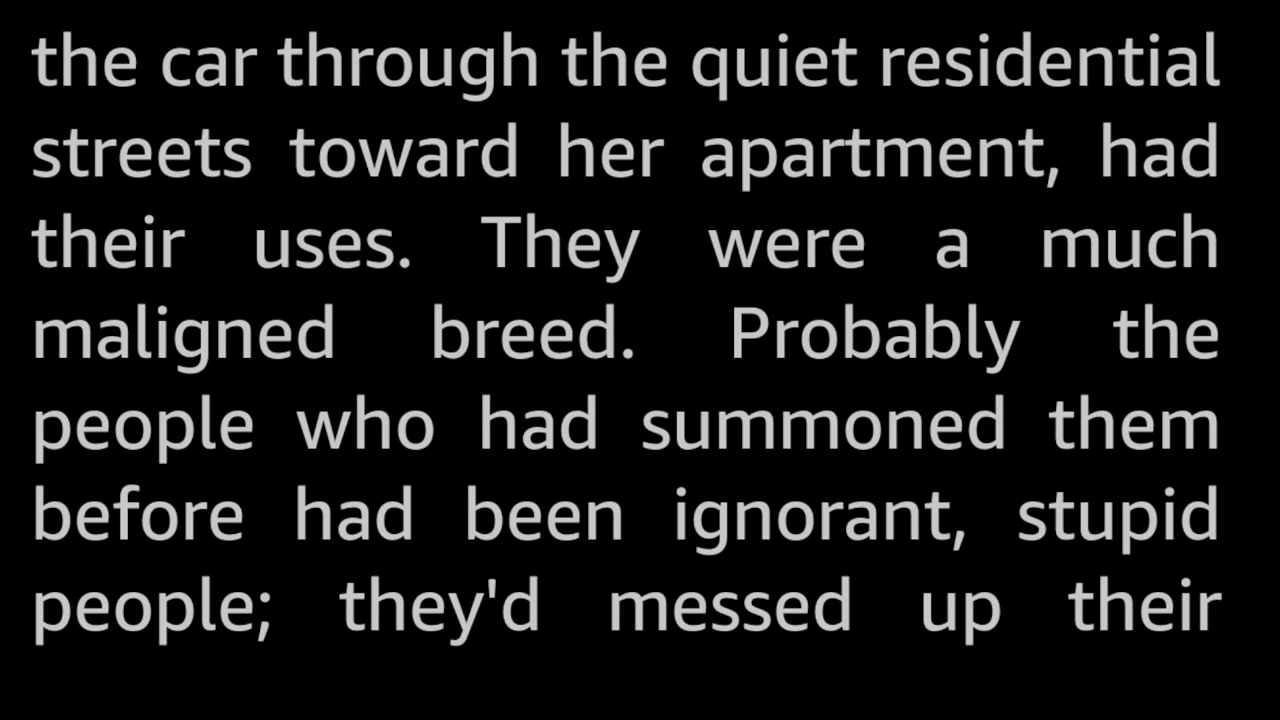 the car through the quiet residential
streets toward her apartment, had
their uses. They were a much
maligned breed. Probably the
people who had summoned them
before had been ignorant, stupid
people; they'd messed up their